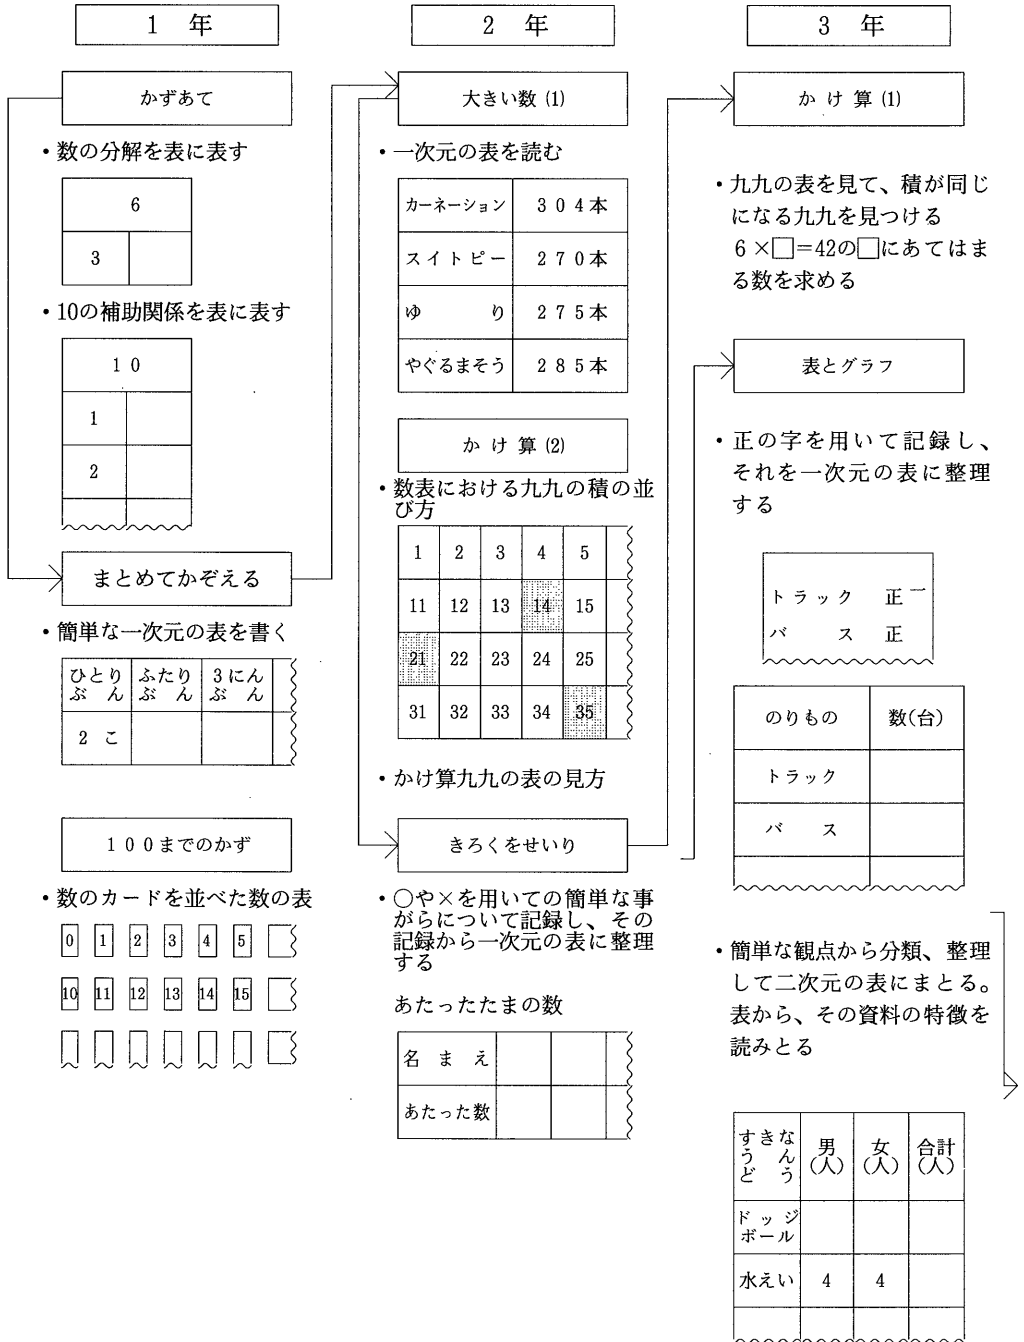 1 年
かずあて
・数の分解を表に表す
6
3
・10の補助関係を表に表す
1 0
1
2
まとめてかぞえる
・簡単な一次元の表を書く
ひとり ふたり 3にん
ぶ ん ぶ ん ぶ ん
2 こ
1 0 0までのかず
・数のカードを並べた数の表
0 1 2 3 4 5
10 11 12 13 14 15
2 年
大きい数 (1)
・一次元の表を読む
カーネーション 3 0 4本
スイトピー 2 7 0本
ゆ り 2 7 5本
やぐるまそう 2 8 5本
か け 算 (2)
・数表における九九の積の並
び方
1 2 3 4 5
11 12 13 14 15
21 22 23 24 25
31 32 33 34 35
・かけ算九九の表の見方
きろくをせいり
・○や×を用いての簡単な事
がらについて記録し、その
記録から一次元の表に整理
する
あたったたまの数
名 ま え
あたった数
3 年
か け 算 (1)
・九九の表を見て、積が同じ
になる九九を見つける
6×□=42の□にあてはま
る数を求める
表とグラフ
・正の字を用いて記録し、
それを一次元の表に整理
する
トラック 正一
バ ス 正
のりもの 数(台)
トラック
バ ス
・簡単な観点から分類、整理
して二次元の表にまとる。
表から、その資料の特徴を
読みとる
すきな 男 女 合計
う ん (人) (人) (人)
ど う
ドッジ
ボール
水えい 4 4